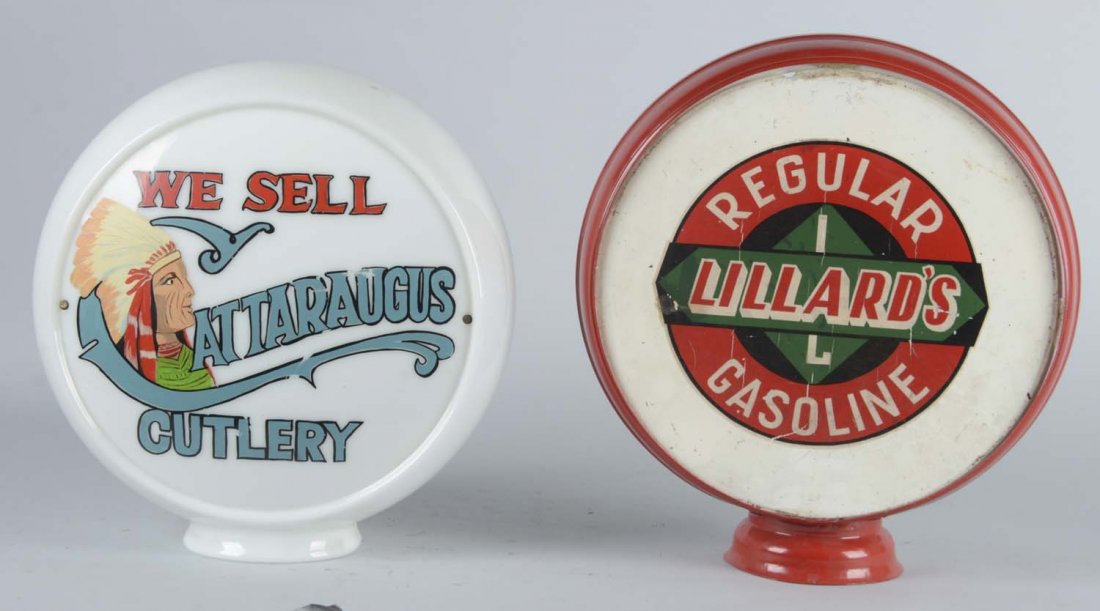 WE SELL
CATTARAUGUS
CUTLERY
REGULAR
I
LILLARD'S
L
GASOLINE